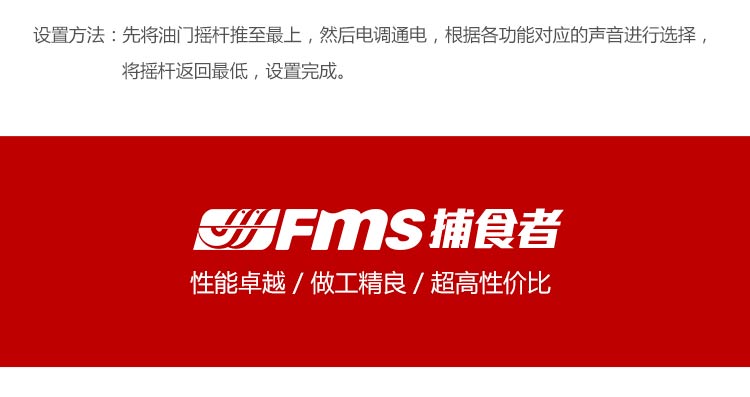 设置方法：先将油门摇杆推至最上，然后电调通电，根据各功能对应的声音进行选择，
将摇杆返回最低，设置完成。
FMS 捕食者
性能卓越 / 做工精良 / 超高性价比